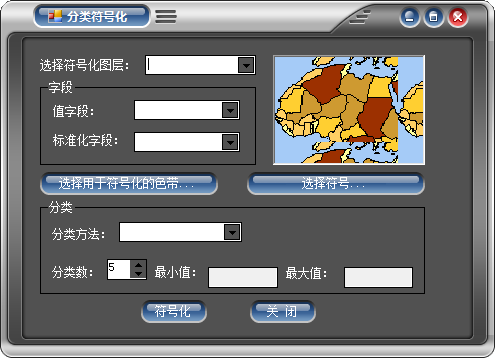 分类符号化
选择符号化图层：
字段
值字段：
标准化字段：
选择用于符号化的色带...
选择符号...
分类
分类方法：
分类数： 5 最小值： 最大值：
符号化 关 闭